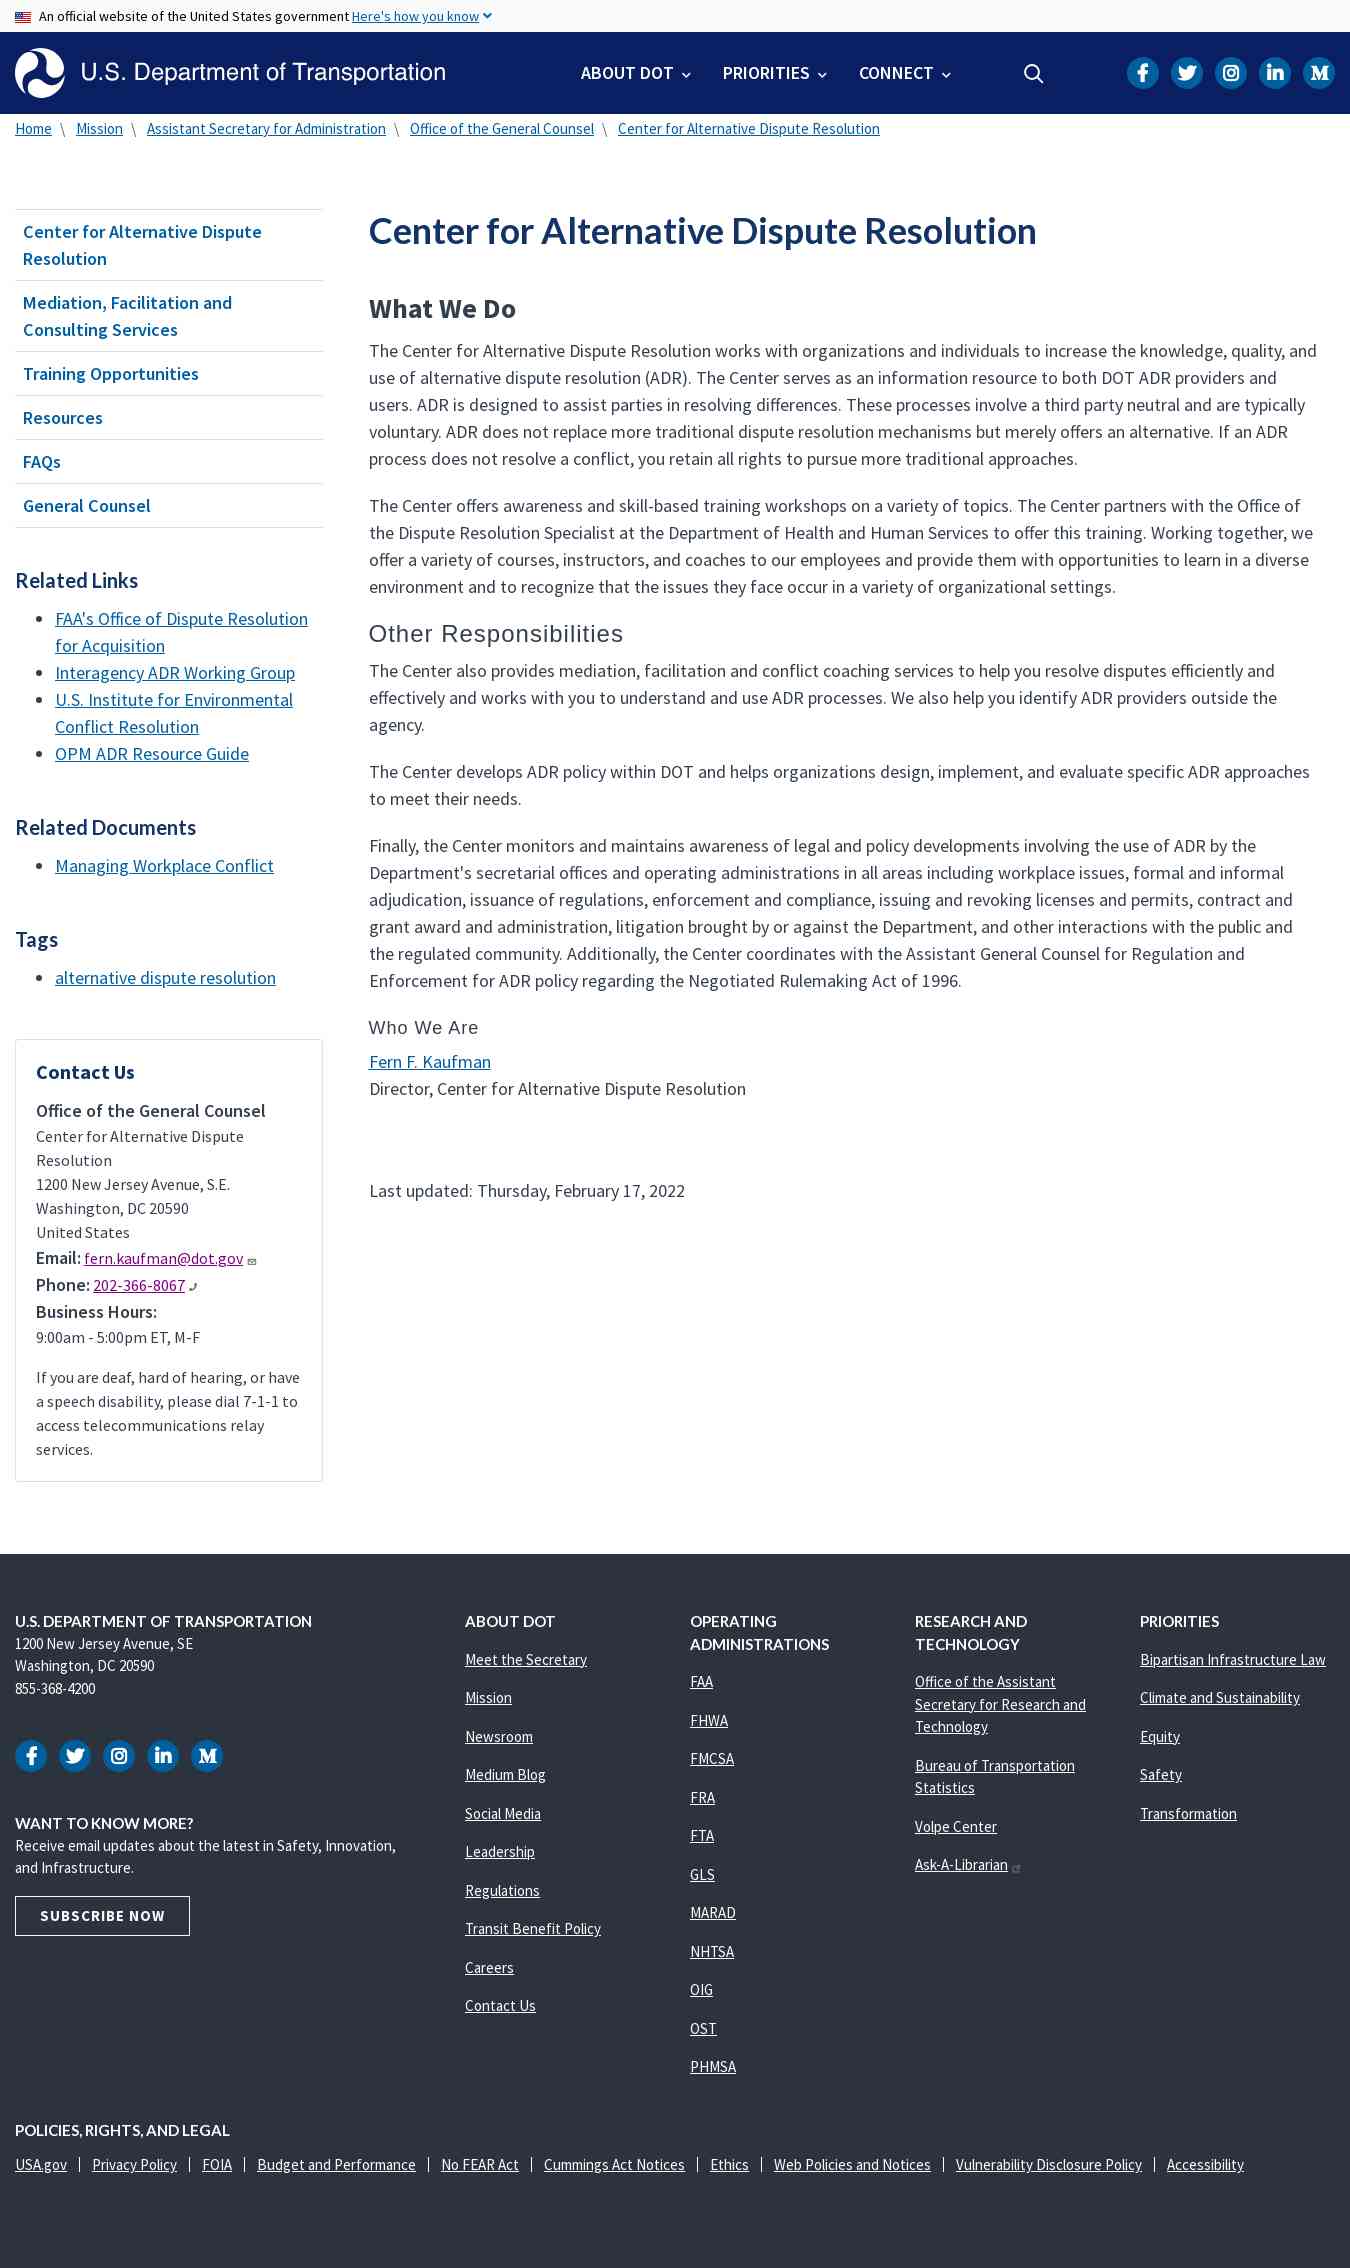 An official website of the United States government Here's how you know
U.S. Department of Transportation
ABOUT DOT
PRIORITIES
CONNECT
Home \ Mission \ Assistant Secretary for Administration \ Office of the General Counsel \ Center for Alternative Dispute Resolution
Center for Alternative Dispute
Resolution
Mediation, Facilitation and
Consulting Services
Training Opportunities
Resources
FAQs
General Counsel
Related Links
• FAA's Office of Dispute Resolution
for Acquisition
• Interagency ADR Working Group
• U.S. Institute for Environmental
Conflict Resolution
• OPM ADR Resource Guide
Related Documents
• Managing Workplace Conflict
Tags
• alternative dispute resolution
Contact Us
Office of the General Counsel
Center for Alternative Dispute
Resolution
1200 New Jersey Avenue, S.E.
Washington, DC 20590
United States
Email: fern.kaufman@dot.gov
Phone: 202-366-8067
Business Hours:
9:00am - 5:00pm ET, M-F
If you are deaf, hard of hearing, or have
a speech disability, please dial 7-1-1 to
access telecommunications relay
services.
Center for Alternative Dispute Resolution
What We Do
The Center for Alternative Dispute Resolution works with organizations and individuals to increase the knowledge, quality, and
use of alternative dispute resolution (ADR). The Center serves as an information resource to both DOT ADR providers and
users. ADR is designed to assist parties in resolving differences. These processes involve a third party neutral and are typically
voluntary. ADR does not replace more traditional dispute resolution mechanisms but merely offers an alternative. If an ADR
process does not resolve a conflict, you retain all rights to pursue more traditional approaches.
The Center offers awareness and skill-based training workshops on a variety of topics. The Center partners with the Office of
the Dispute Resolution Specialist at the Department of Health and Human Services to offer this training. Working together, we
offer a variety of courses, instructors, and coaches to our employees and provide them with opportunities to learn in a diverse
environment and to recognize that the issues they face occur in a variety of organizational settings.
Other Responsibilities
The Center also provides mediation, facilitation and conflict coaching services to help you resolve disputes efficiently and
effectively and works with you to understand and use ADR processes. We also help you identify ADR providers outside the
agency.
The Center develops ADR policy within DOT and helps organizations design, implement, and evaluate specific ADR approaches
to meet their needs.
Finally, the Center monitors and maintains awareness of legal and policy developments involving the use of ADR by the
Department's secretarial offices and operating administrations in all areas including workplace issues, formal and informal
adjudication, issuance of regulations, enforcement and compliance, issuing and revoking licenses and permits, contract and
grant award and administration, litigation brought by or against the Department, and other interactions with the public and
the regulated community. Additionally, the Center coordinates with the Assistant General Counsel for Regulation and
Enforcement for ADR policy regarding the Negotiated Rulemaking Act of 1996.
Who We Are
Fern F. Kaufman
Director, Center for Alternative Dispute Resolution
Last updated: Thursday, February 17, 2022
U.S. DEPARTMENT OF TRANSPORTATION
1200 New Jersey Avenue, SE
Washington, DC 20590
855-368-4200
WANT TO KNOW MORE?
Receive email updates about the latest in Safety, Innovation,
and Infrastructure.
SUBSCRIBE NOW
ABOUT DOT
Meet the Secretary
Mission
Newsroom
Medium Blog
Social Media
Leadership
Regulations
Transit Benefit Policy
Careers
Contact Us
OPERATING
ADMINISTRATIONS
FAA
FHWA
FMCSA
FRA
FTA
GLS
MARAD
NHTSA
OIG
OST
PHMSA
RESEARCH AND
TECHNOLOGY
Office of the Assistant
Secretary for Research and
Technology
Bureau of Transportation
Statistics
Volpe Center
Ask-A-Librarian
PRIORITIES
Bipartisan Infrastructure Law
Climate and Sustainability
Equity
Safety
Transformation
POLICIES, RIGHTS, AND LEGAL
USA.gov | Privacy Policy | FOIA | Budget and Performance | No FEAR Act | Cummings Act Notices | Ethics | Web Policies and Notices | Vulnerability Disclosure Policy | Accessibility